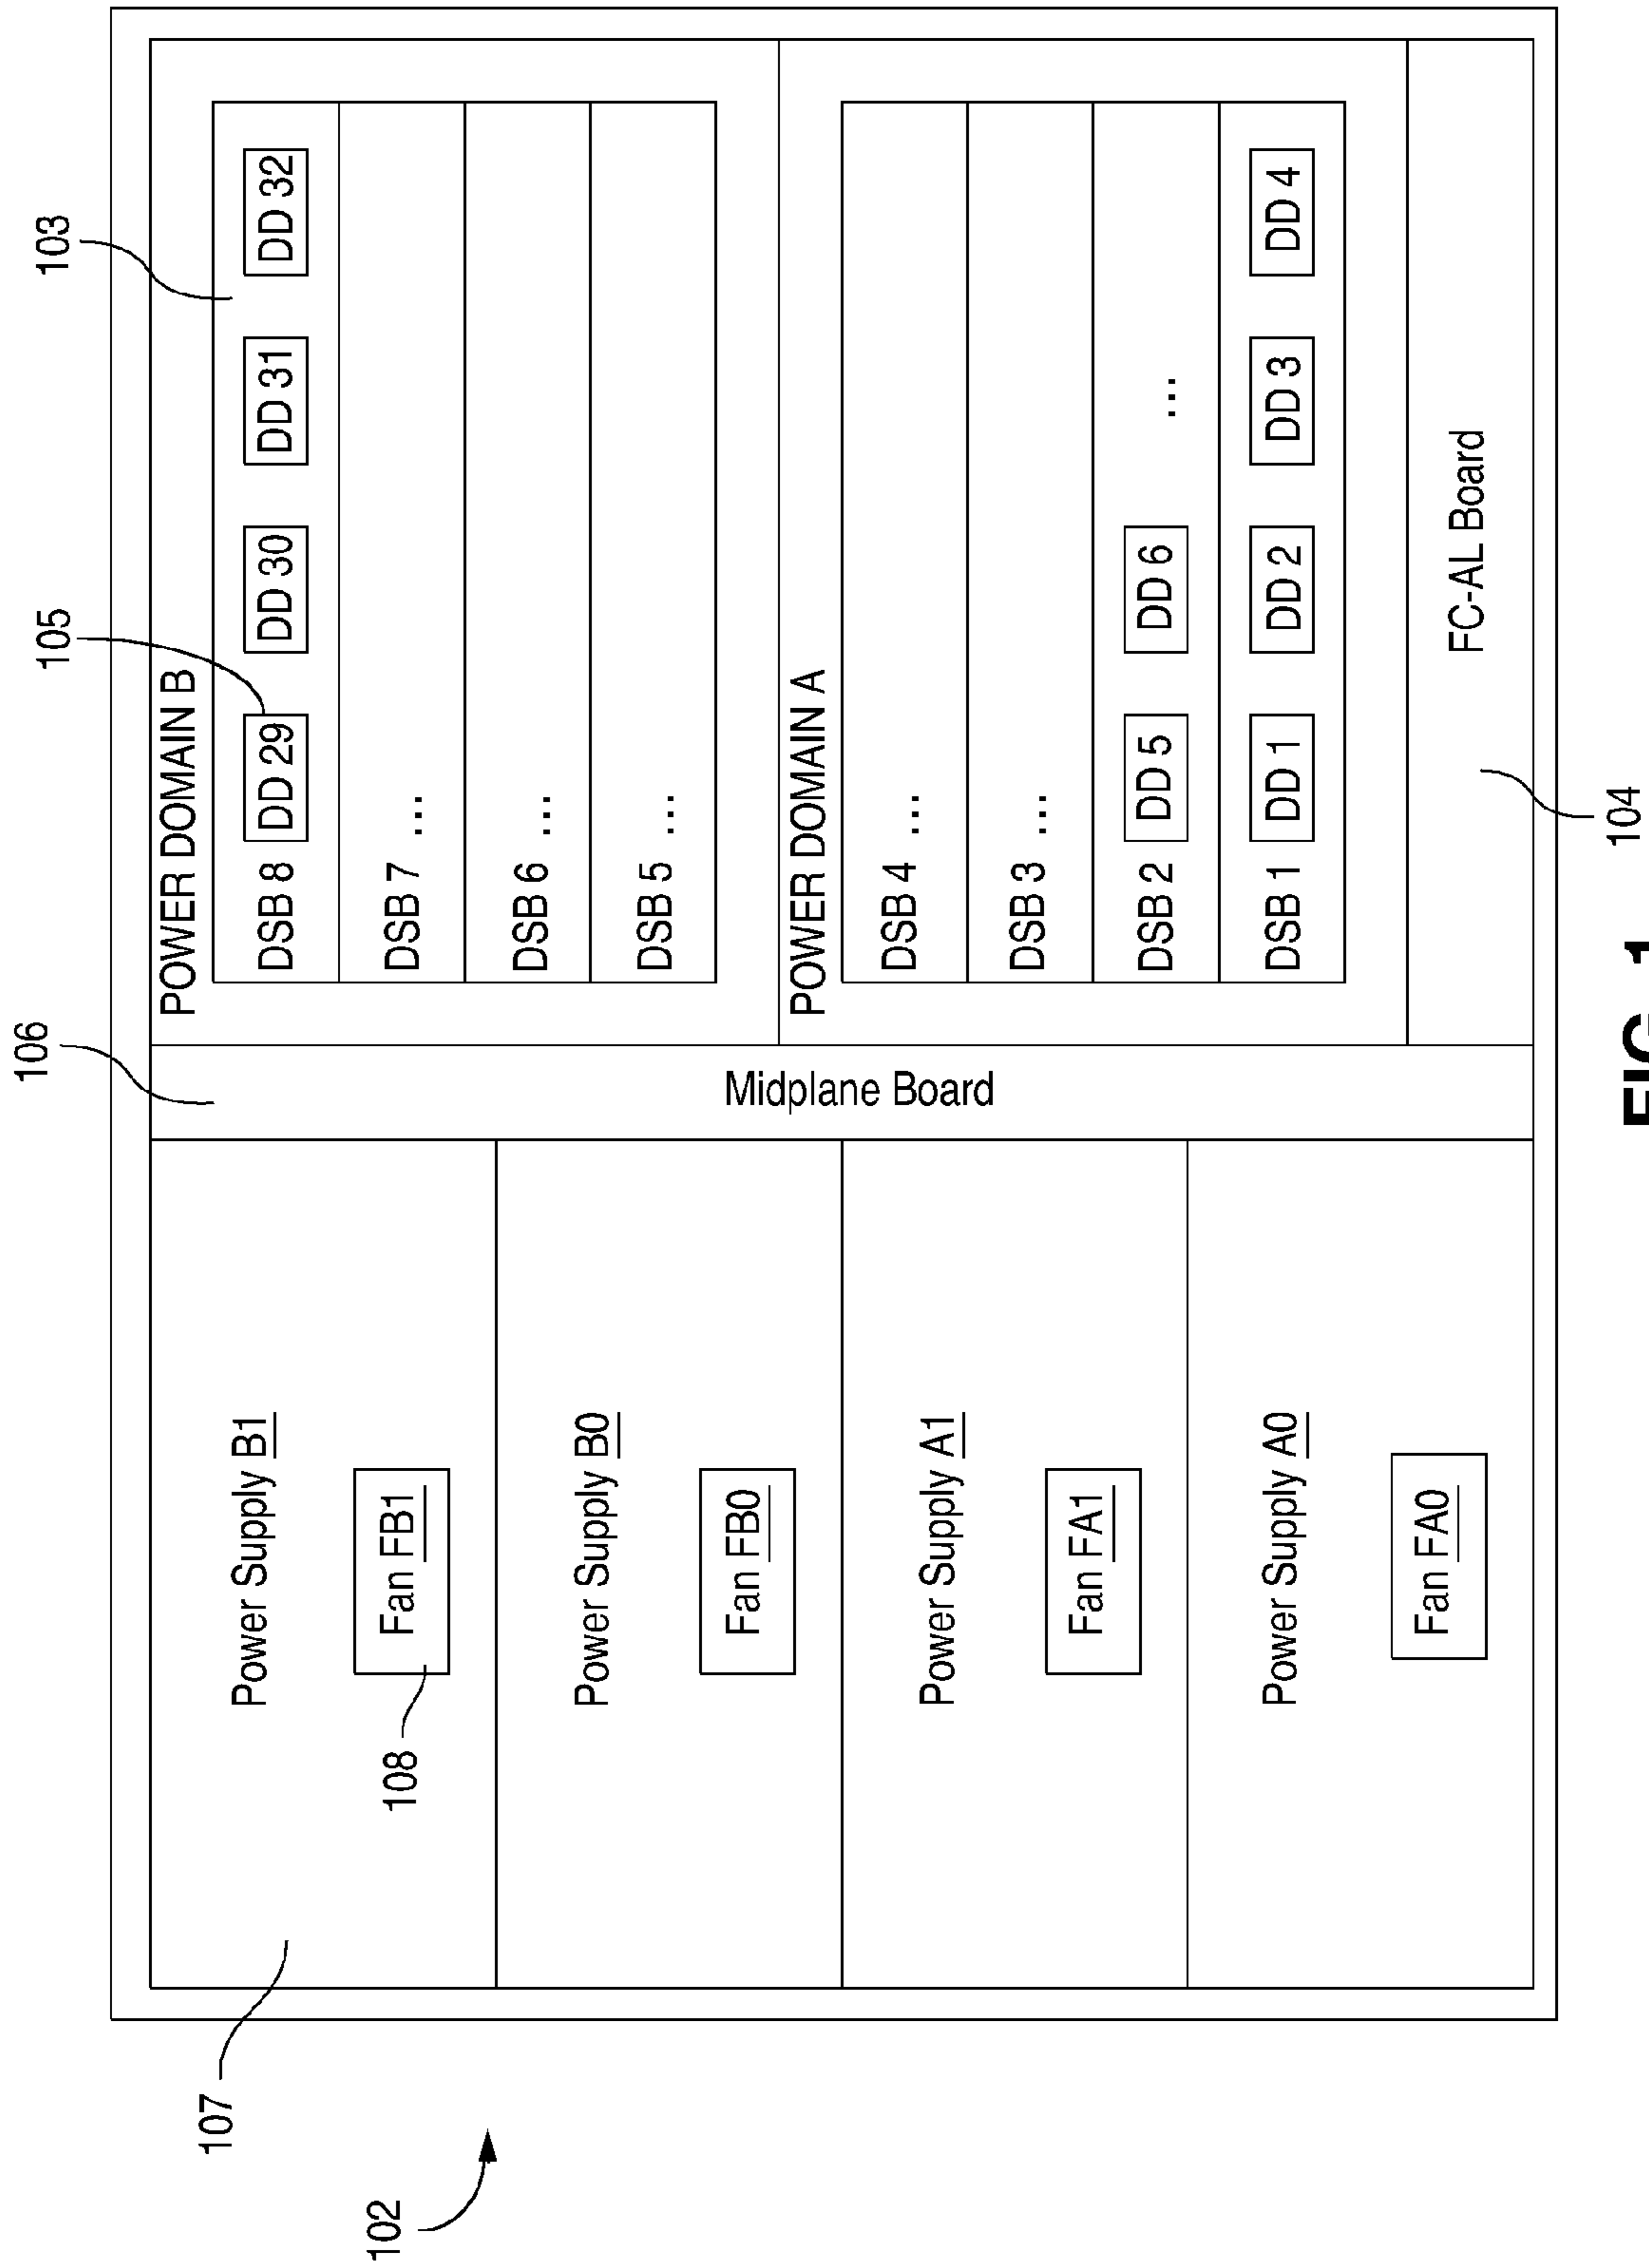 102
107
Power Supply B1
Fan FB1
108
Power Supply B0
Fan FB0
Power Supply A1
Fan FA1
Power Supply A0
Fan FA0
106
Midplane Board
105
103
POWER DOMAIN B
DSB 8 DD 29 DD 30 DD 31 DD 32
DSB 7 ...
DSB 6 ...
DSB 5 ...
POWER DOMAIN A
DSB 4 ...
DSB 3 ...
DSB 2 DD 5 DD 6 ...
DSB 1 DD 1 DD 2 DD 3 DD 4
FC-AL Board
104
FIG. 1